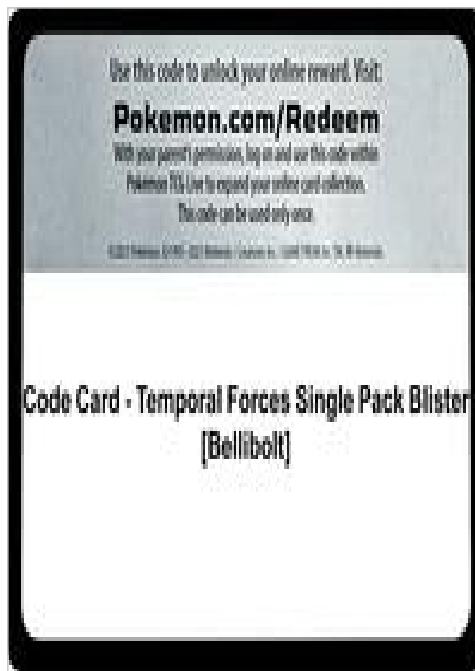 Use this code to unlock your online reward. Visit:
Pokemon.com/Redeem
With your parent's permission, log on and use this code within
Pokémon TCG Live to expand your online card collection.
This code can be used only once.
Code Card - Temporal Forces Single Pack Blister
[Bellibolt]